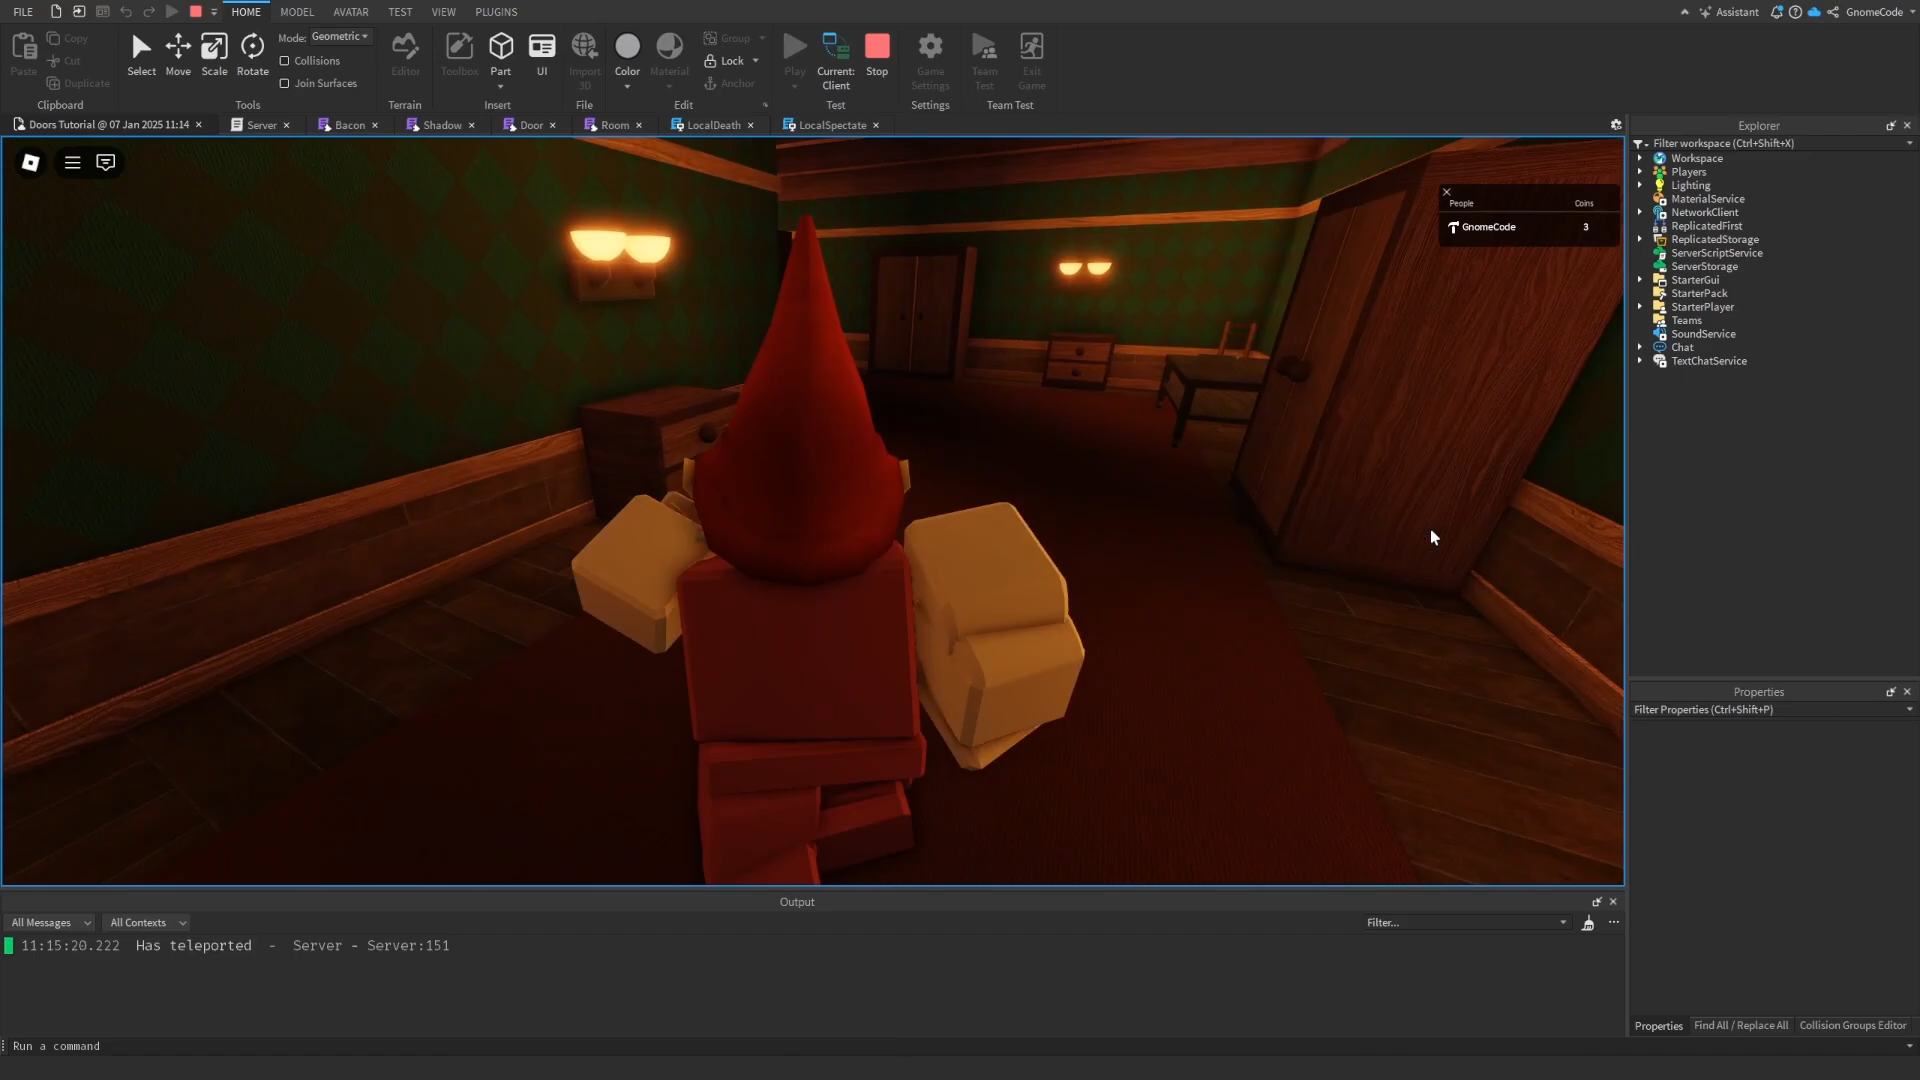 FILE HOME MODEL AVATAR TEST VIEW PLUGINS Assistant GnomeCode
Paste Copy Cut Duplicate
Clipboard
Select Move Scale Rotate
Mode: Geometric
Collisions
Join Surfaces
Tools
Editor
Terrain
Toolbox Part UI
Insert
Import 3D
File
Color Material
Group
Lock
Anchor
Edit
Play
Current: Client
Stop
Test
Game Settings
Settings
Team Test
Exit Game
Team Test
Doors Tutorial @ 07 Jan 2025 11:14 Server Bacon Shadow Door Room LocalDeath LocalSpectate
People Coins
GnomeCode 3
Explorer
Filter workspace (Ctrl+Shift+X)
Workspace
Players
Lighting
MaterialService
NetworkClient
ReplicatedFirst
ReplicatedStorage
ServerScriptService
ServerStorage
StarterGui
StarterPack
StarterPlayer
Teams
SoundService
Chat
TextChatService
Properties
Filter Properties (Ctrl+Shift+P)
Output
All Messages All Contexts Filter...
11:15:20.222 Has teleported - Server - Server:151
Properties Find All / Replace All Collision Groups Editor
Run a command